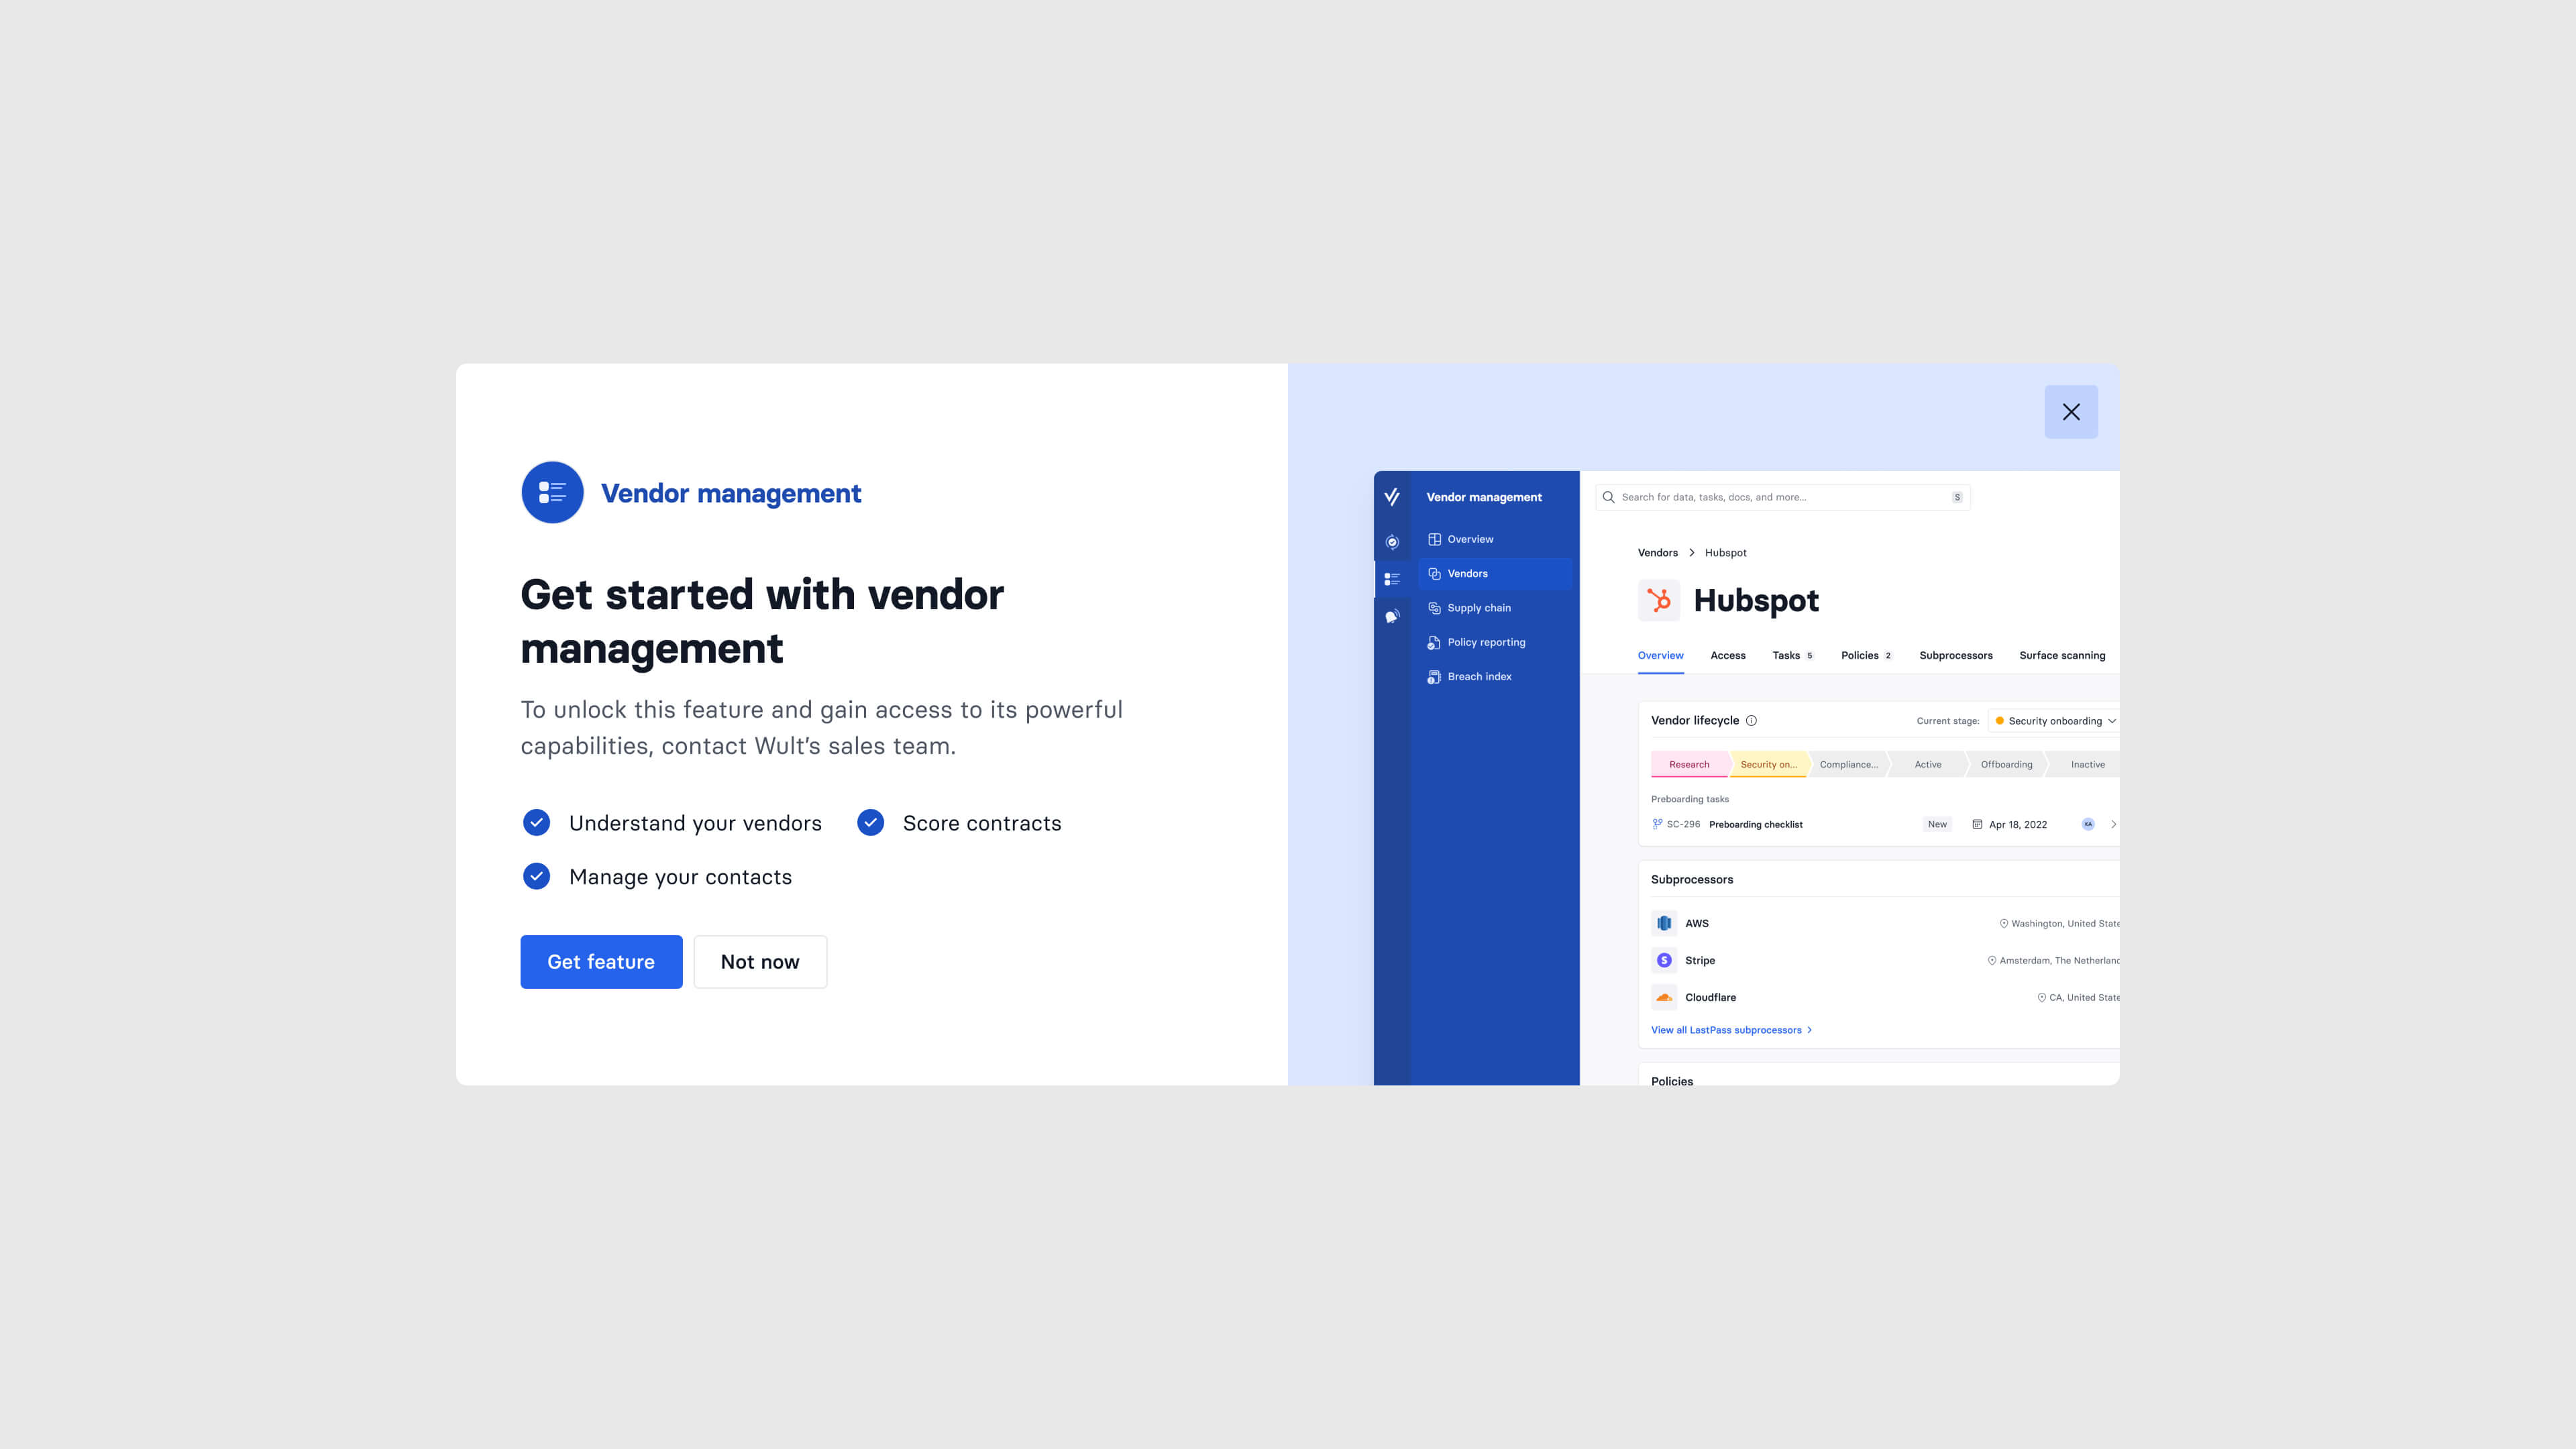 Vendor management
Get started with vendor
management
To unlock this feature and gain access to its powerful
capabilities, contact Wult’s sales team.
Understand your vendors
Score contracts
Manage your contacts
Get feature
Not now
Vendor management
Overview
Vendors
Supply chain
Policy reporting
Breach index
Search for data, tasks, docs, and more...
S
Vendors
Hubspot
Hubspot
Overview
Access
Tasks 5
Policies 2
Subprocessors
Surface scanning
Vendor lifecycle
Current stage:
Security onboarding
Research
Security on...
Compliance...
Active
Offboarding
Inactive
Preboarding tasks
SC-296 Preboarding checklist
New
Apr 18, 2022
KA
Subprocessors
AWS
Washington, United State
Stripe
S
Amsterdam, The Netherlanc
Cloudflare
CA, United State
View all LastPass subprocessors
Policies